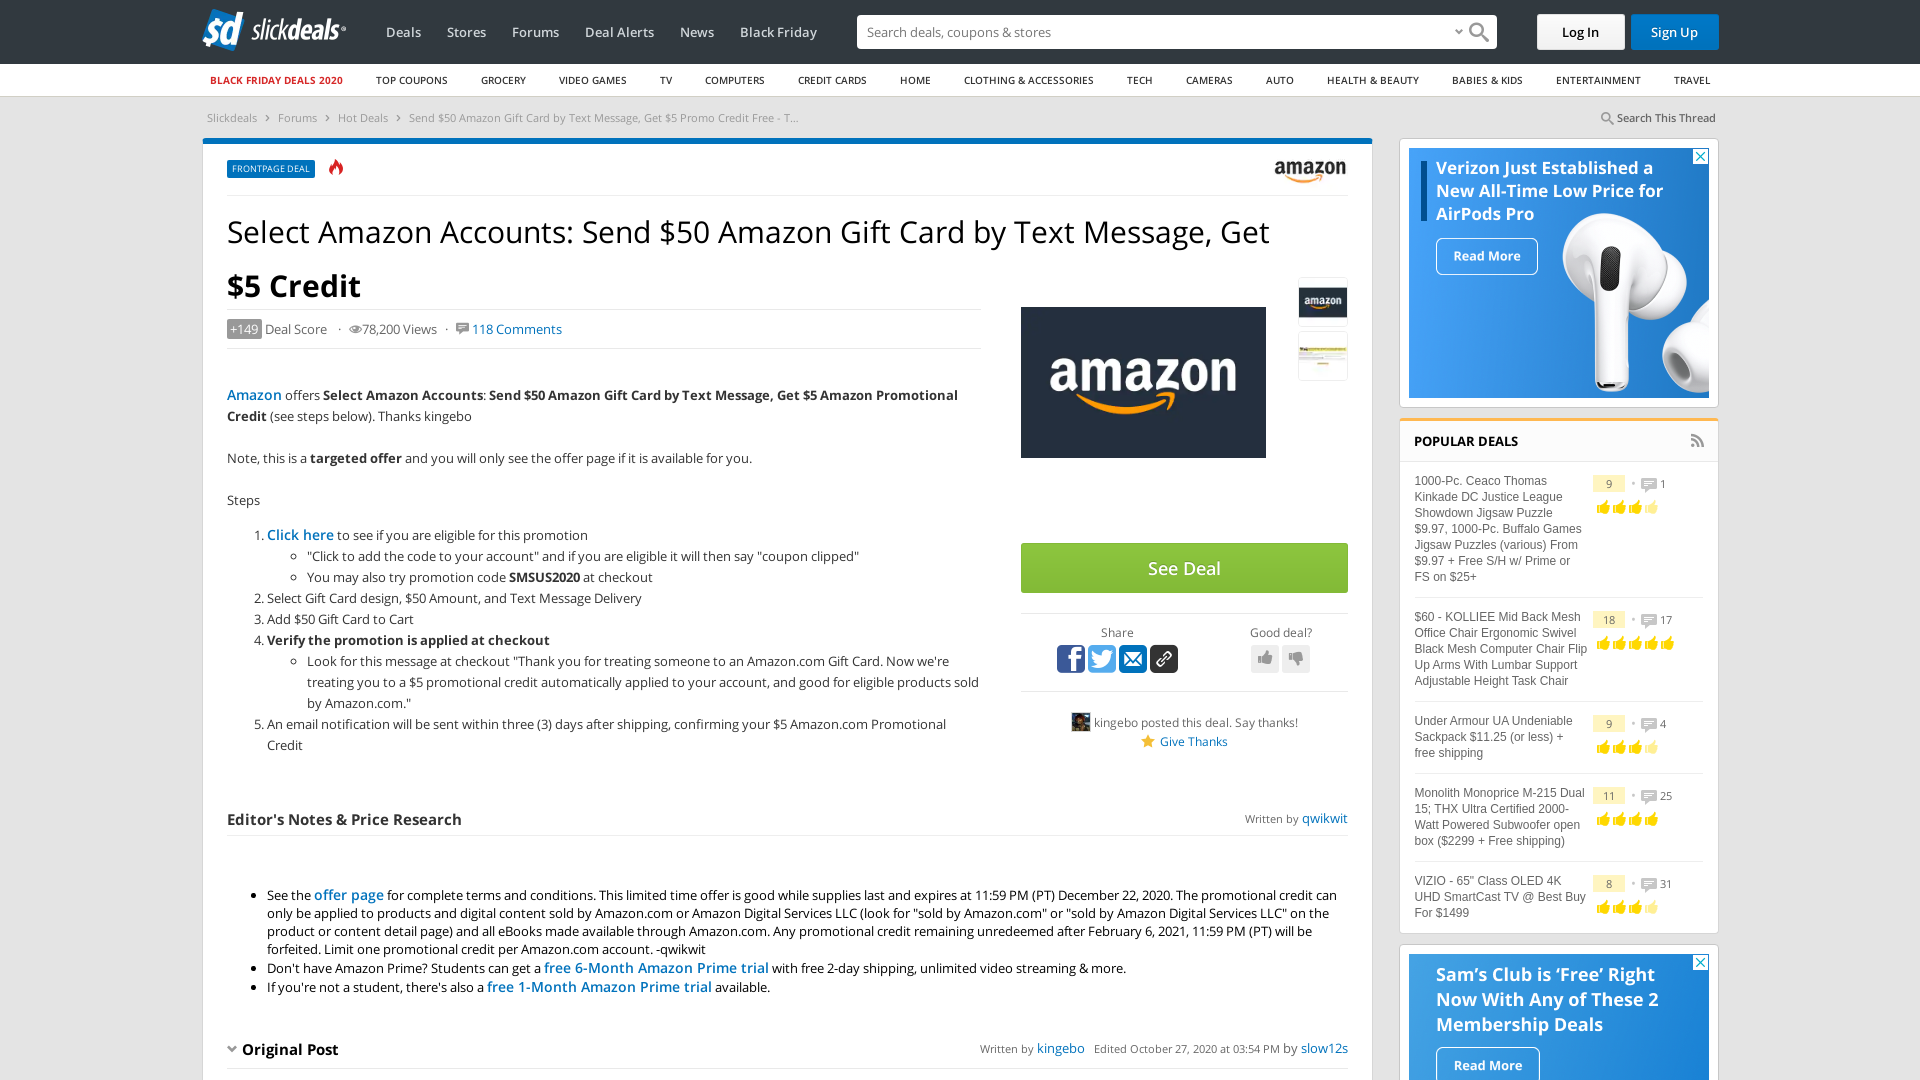 sd slickdeals
Deals
Stores
Forums
Deal Alerts
News
Black Friday
Search deals, coupons & stores
Log In
Sign Up
BLACK FRIDAY DEALS 2020
TOP COUPONS
GROCERY
VIDEO GAMES
TV
COMPUTERS
CREDIT CARDS
HOME
CLOTHING & ACCESSORIES
TECH
CAMERAS
AUTO
HEALTH & BEAUTY
BABIES & KIDS
ENTERTAINMENT
TRAVEL
Slickdeals › Forums › Hot Deals › Send $50 Amazon Gift Card by Text Message, Get $5 Promo Credit Free - T...
Search This Thread
FRONTPAGE DEAL
amazon
Select Amazon Accounts: Send $50 Amazon Gift Card by Text Message, Get
$5 Credit
+149 Deal Score · 78,200 Views · 118 Comments
Amazon offers Select Amazon Accounts: Send $50 Amazon Gift Card by Text Message, Get $5 Amazon Promotional
Credit (see steps below). Thanks kingebo
Note, this is a targeted offer and you will only see the offer page if it is available for you.
Steps
1. Click here to see if you are eligible for this promotion
"Click to add the code to your account" and if you are eligible it will then say "coupon clipped"
You may also try promotion code SMSUS2020 at checkout
2. Select Gift Card design, $50 Amount, and Text Message Delivery
3. Add $50 Gift Card to Cart
4. Verify the promotion is applied at checkout
Look for this message at checkout "Thank you for treating someone to an Amazon.com Gift Card. Now we're
treating you to a $5 promotional credit automatically applied to your account, and good for eligible products sold
by Amazon.com."
5. An email notification will be sent within three (3) days after shipping, confirming your $5 Amazon.com Promotional
Credit
amazon
amazon
See Deal
Share
Good deal?
kingebo posted this deal. Say thanks!
Give Thanks
Editor's Notes & Price Research
Written by qwikwit
See the offer page for complete terms and conditions. This limited time offer is good while supplies last and expires at 11:59 PM (PT) December 22, 2020. The promotional credit can
only be applied to products and digital content sold by Amazon.com or Amazon Digital Services LLC (look for "sold by Amazon.com" or "sold by Amazon Digital Services LLC" on the
product or content detail page) and all eBooks made available through Amazon.com. Any promotional credit remaining unredeemed after February 6, 2021, 11:59 PM (PT) will be
forfeited. Limit one promotional credit per Amazon.com account. -qwikwit
Don't have Amazon Prime? Students can get a free 6-Month Amazon Prime trial with free 2-day shipping, unlimited video streaming & more.
If you're not a student, there's also a free 1-Month Amazon Prime trial available.
Original Post
Written by kingebo Edited October 27, 2020 at 03:54 PM by slow12s
Verizon Just Established a
New All-Time Low Price for
AirPods Pro
Read More
POPULAR DEALS
1000-Pc. Ceaco Thomas
Kinkade DC Justice League
Showdown Jigsaw Puzzle
$9.97, 1000-Pc. Buffalo Games
Jigsaw Puzzles (various) From
$9.97 + Free S/H w/ Prime or
FS on $25+
9 • 1
$60 - KOLLIEE Mid Back Mesh
Office Chair Ergonomic Swivel
Black Mesh Computer Chair Flip
Up Arms With Lumbar Support
Adjustable Height Task Chair
18 • 17
Under Armour UA Undeniable
Sackpack $11.25 (or less) +
free shipping
9 • 4
Monolith Monoprice M-215 Dual
15; THX Ultra Certified 2000-
Watt Powered Subwoofer open
box ($2299 + Free shipping)
11 • 25
VIZIO - 65" Class OLED 4K
UHD SmartCast TV @ Best Buy
For $1499
8 • 31
Sam's Club is ‘Free’ Right
Now With Any of These 2
Membership Deals
Read More